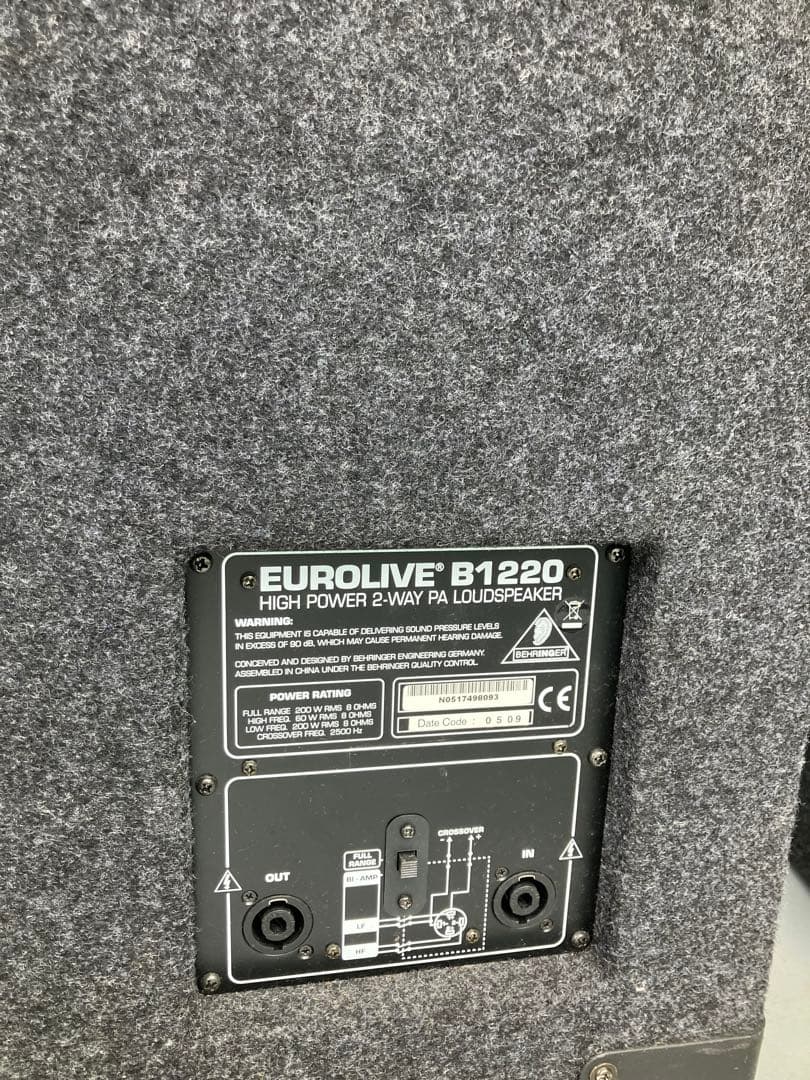 EUROLIVE® B1220
HIGH POWER 2-WAY PA LOUDSPEAKER
WARNING:
THIS EQUIPMENT IS CAPABLE OF DELIVERING SOUND PRESSURE LEVELS
IN EXCESS OF 90 dB, WHICH MAY CAUSE PERMANENT HEARING DAMAGE.
CONCEIVED AND DESIGNED BY BEHRINGER ENGINEERING GERMANY.
ASSEMBLED IN CHINA UNDER THE BEHRINGER QUALITY CONTROL.
BEHRINGER
POWER RATING
FULL RANGE 200 W RMS 8 OHMS
HIGH FREQ. 60 W RMS 8 OHMS
LOW FREQ. 200 W RMS 8 OHMS
CROSSOVER FREQ. 2500 Hz
N0517498093
Date Code : 0509
CE
CROSSOVER
- +
FULL
RANGE
BI-AMP
OUT
IN
LF
HF